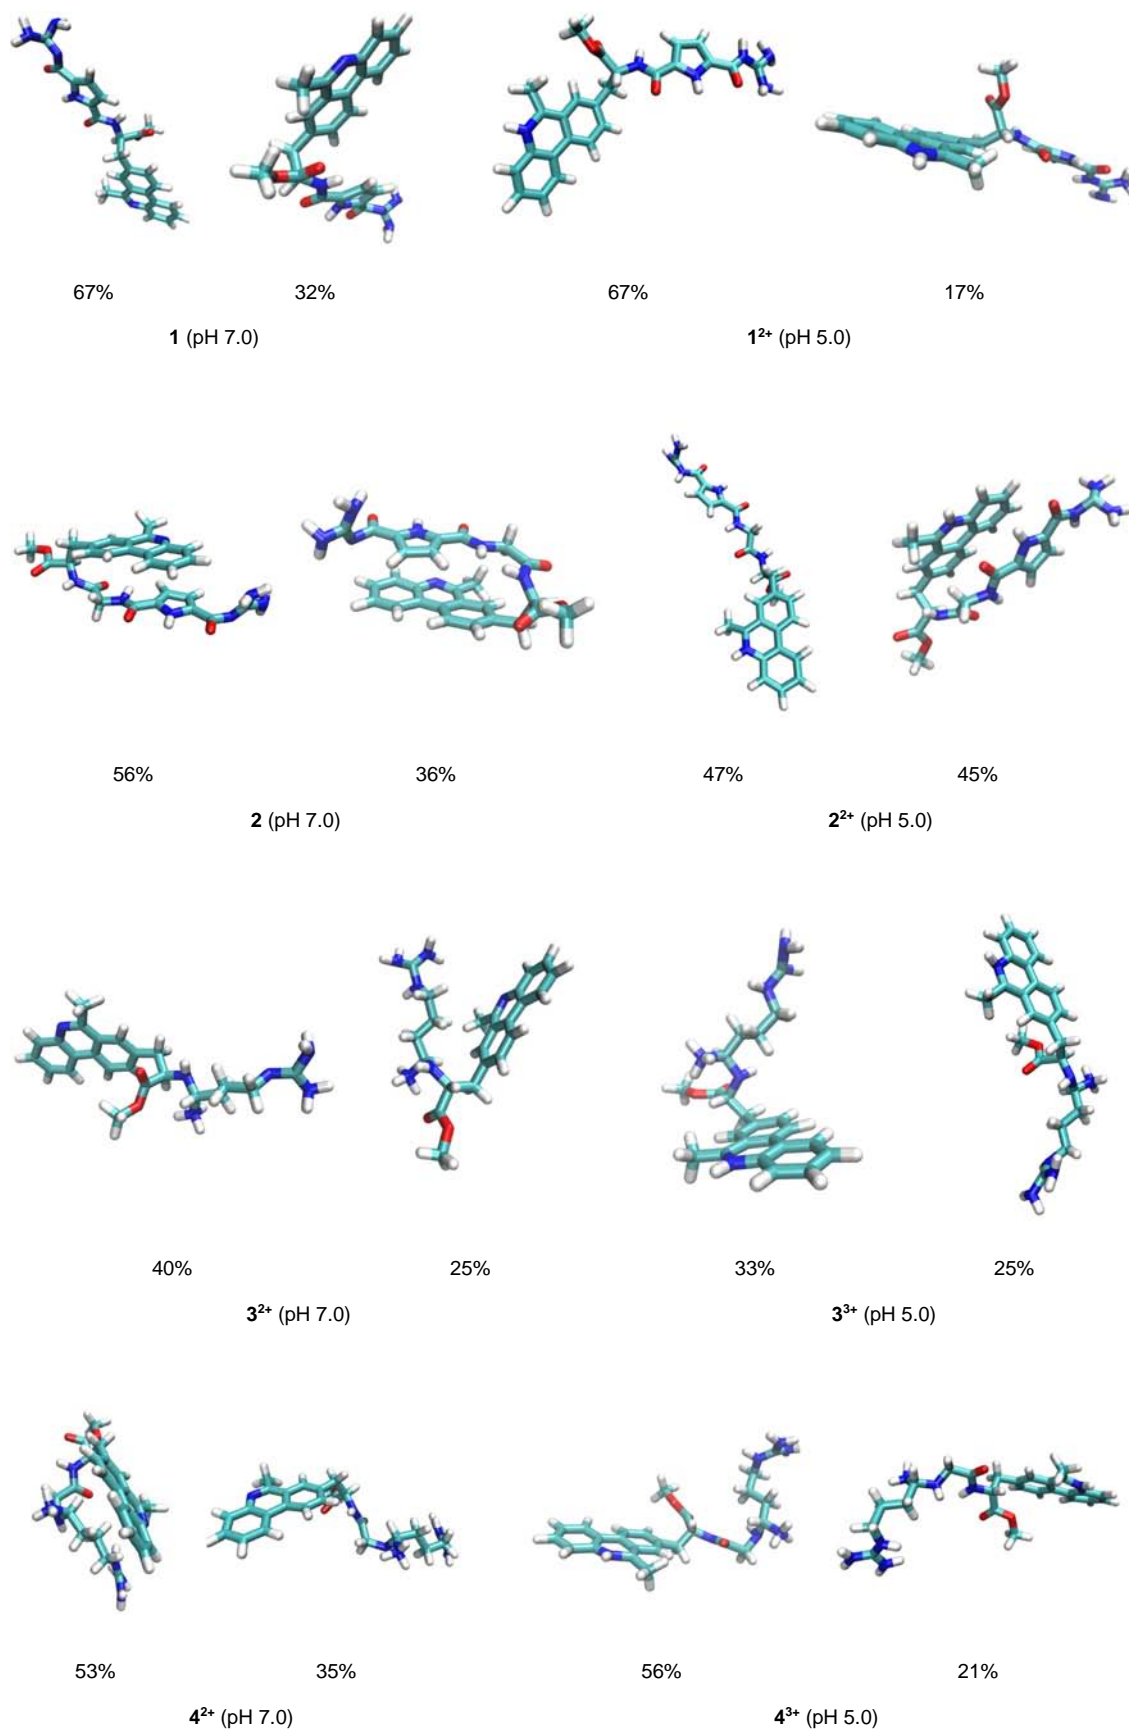 67% 32% 67% 17%
1 (pH 7.0) 1²⁺ (pH 5.0)
56% 36% 47% 45%
2 (pH 7.0) 2²⁺ (pH 5.0)
40% 25% 33% 25%
3²⁺ (pH 7.0) 3³⁺ (pH 5.0)
53% 35% 56% 21%
4²⁺ (pH 7.0) 4³⁺ (pH 5.0)